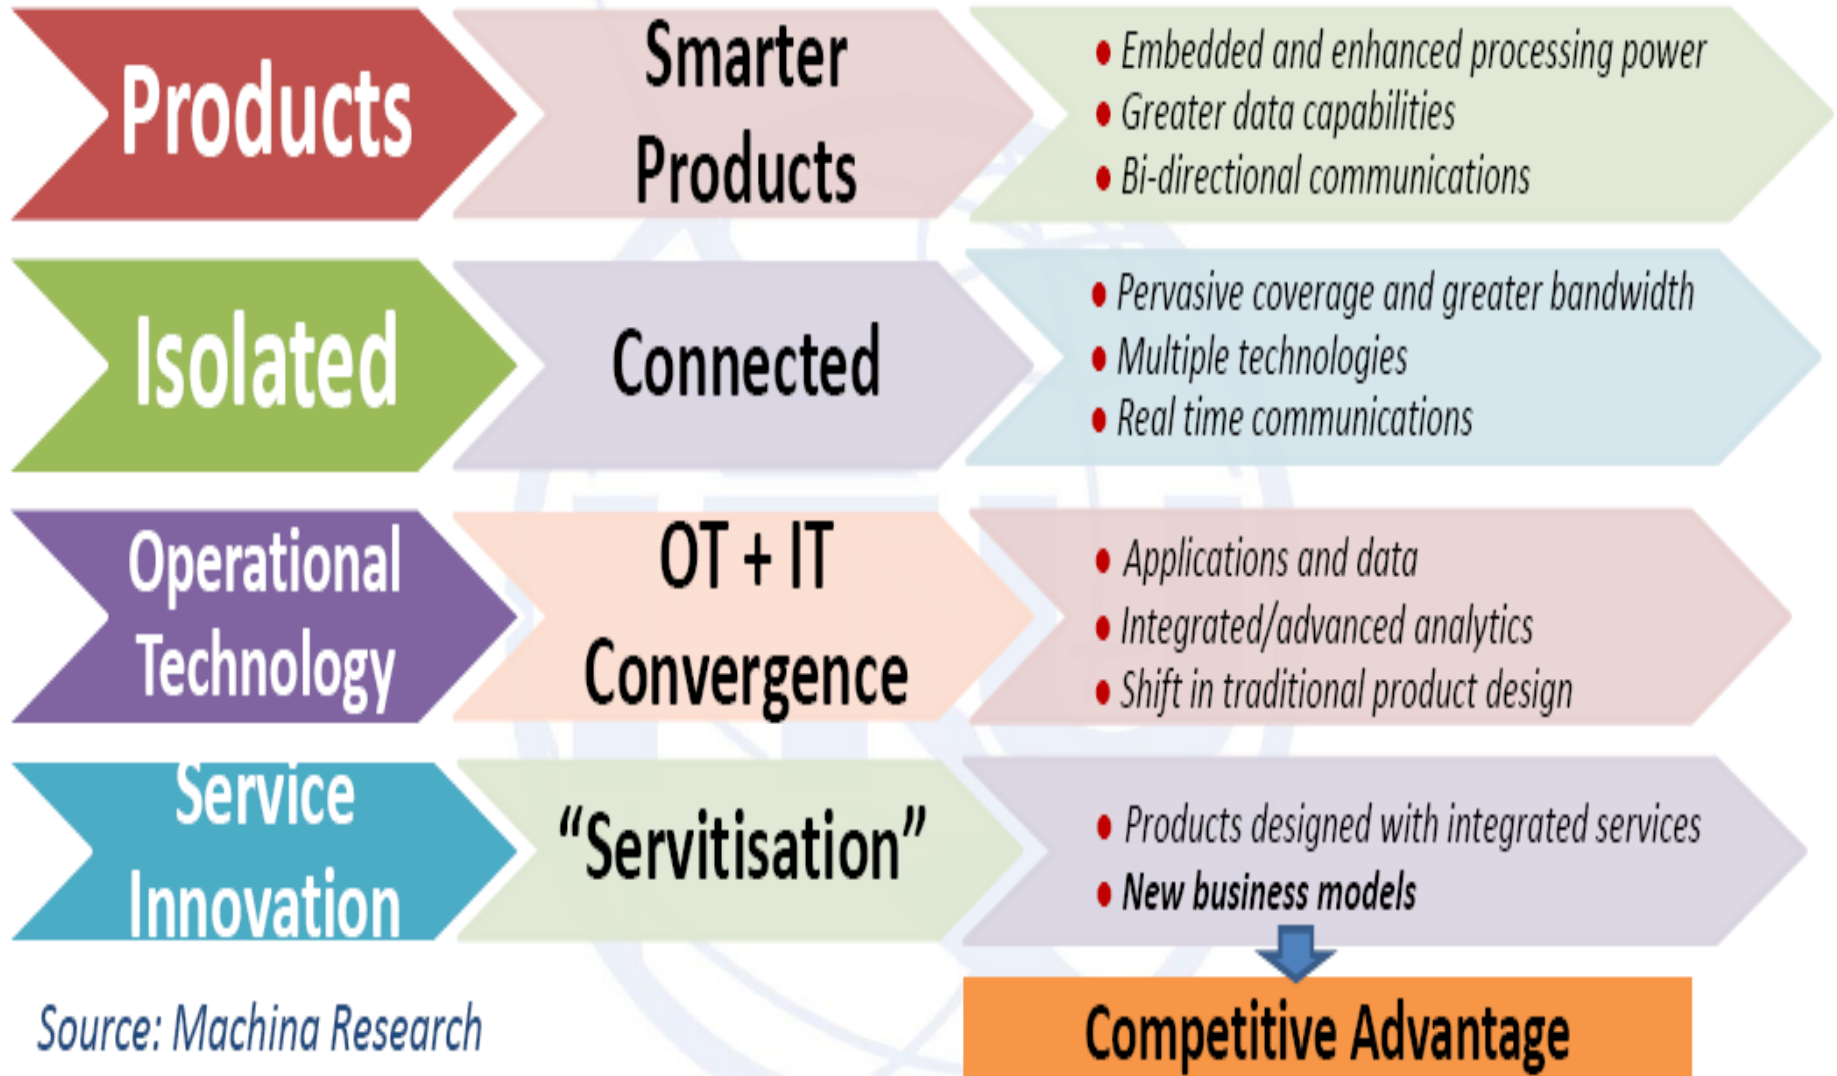 Products
Smarter
Products
• Embedded and enhanced processing power
• Greater data capabilities
• Bi-directional communications
Isolated
Connected
• Pervasive coverage and greater bandwidth
• Multiple technologies
• Real time communications
Operational
Technology
OT + IT
Convergence
• Applications and data
• Integrated/advanced analytics
• Shift in traditional product design
Service
Innovation
“Servitisation”
• Products designed with integrated services
• New business models
Competitive Advantage
Source: Machina Research
ITU